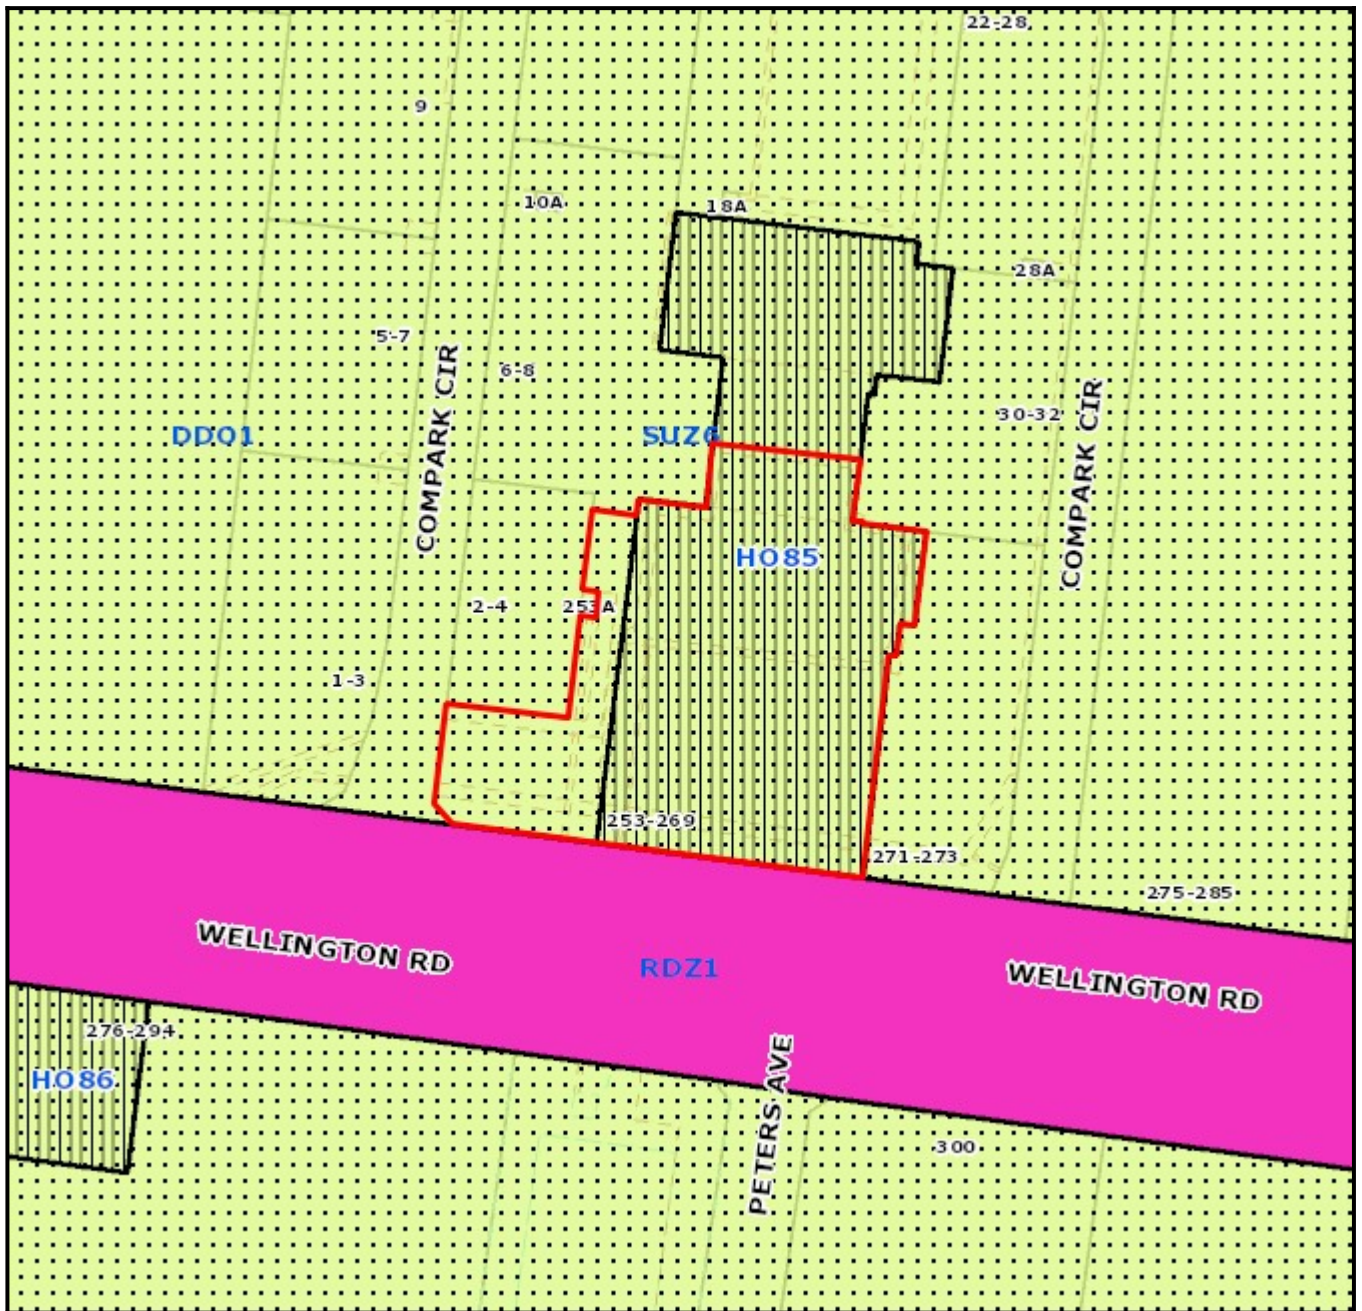 22-28
9
10A
18A
28A
5-7
6-8
COMPARK CIR
30-32
COMPARK CIR
DDO1
SUZ6
HO85
2-4
253A
1-3
253-269
271-273
275-285
WELLINGTON RD
RDZ1
WELLINGTON RD
276-294
HO86
PETERS AVE
300